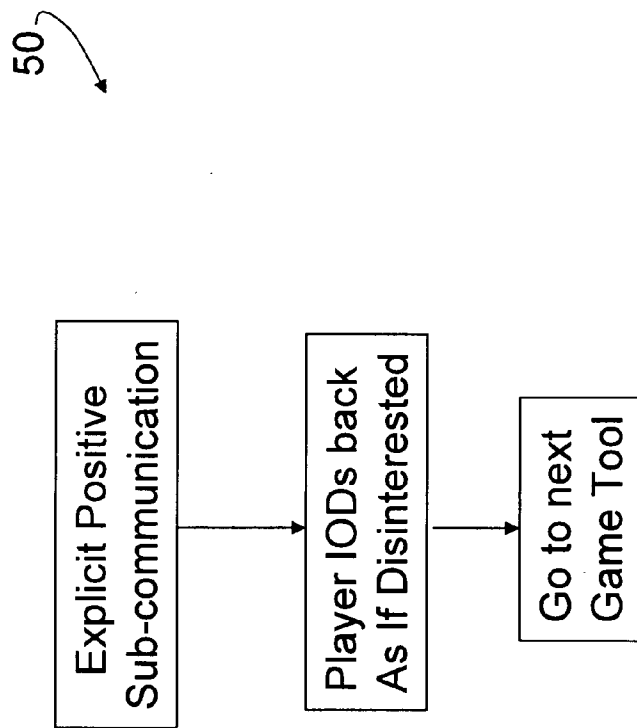 50
Explicit Positive
Sub-communication
Player IODs back
As If Disinterested
Go to next
Game Tool